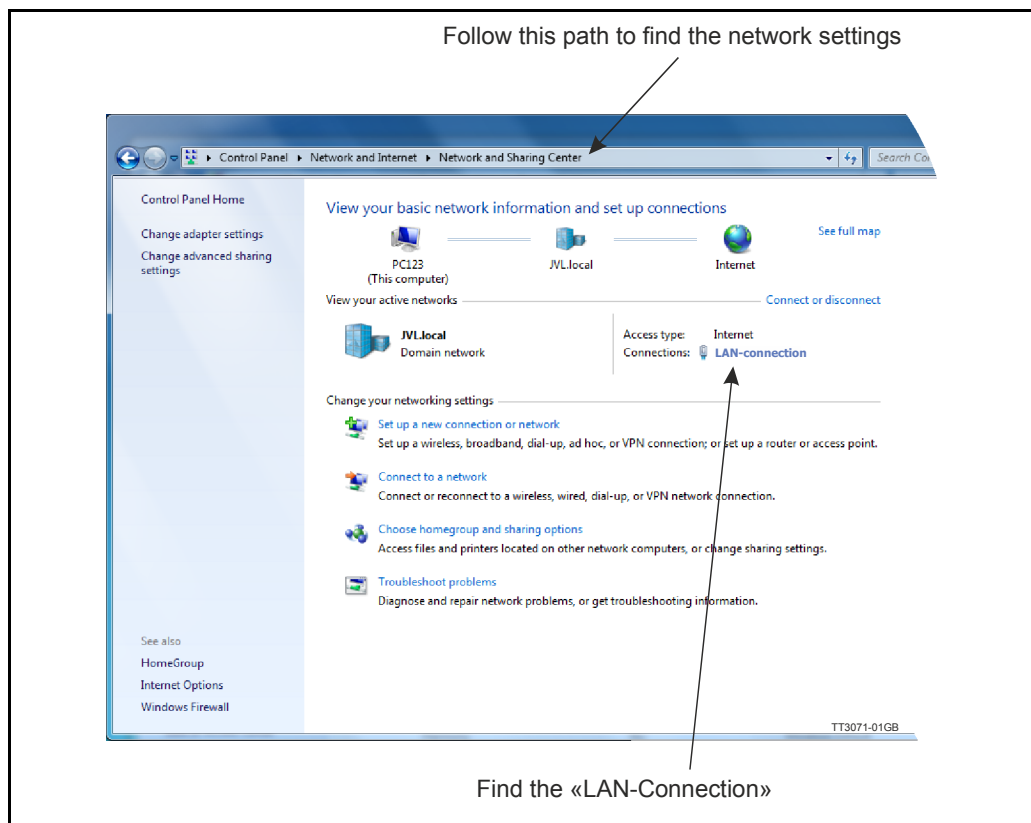 Follow this path to find the network settings
Control Panel ▸ Network and Internet ▸ Network and Sharing Center
Search Co
Control Panel Home
Change adapter settings
Change advanced sharing
settings
View your basic network information and set up connections
See full map
PC123
(This computer)
JVL.local
Internet
View your active networks
Connect or disconnect
JVL.local
Domain network
Access type: Internet
Connections: LAN-connection
Change your networking settings
Set up a new connection or network
Set up a wireless, broadband, dial-up, ad hoc, or VPN connection; or set up a router or access point.
Connect to a network
Connect or reconnect to a wireless, wired, dial-up, or VPN network connection.
Choose homegroup and sharing options
Access files and printers located on other network computers, or change sharing settings.
Troubleshoot problems
Diagnose and repair network problems, or get troubleshooting information.
See also
HomeGroup
Internet Options
Windows Firewall
TT3071-01GB
Find the «LAN-Connection»